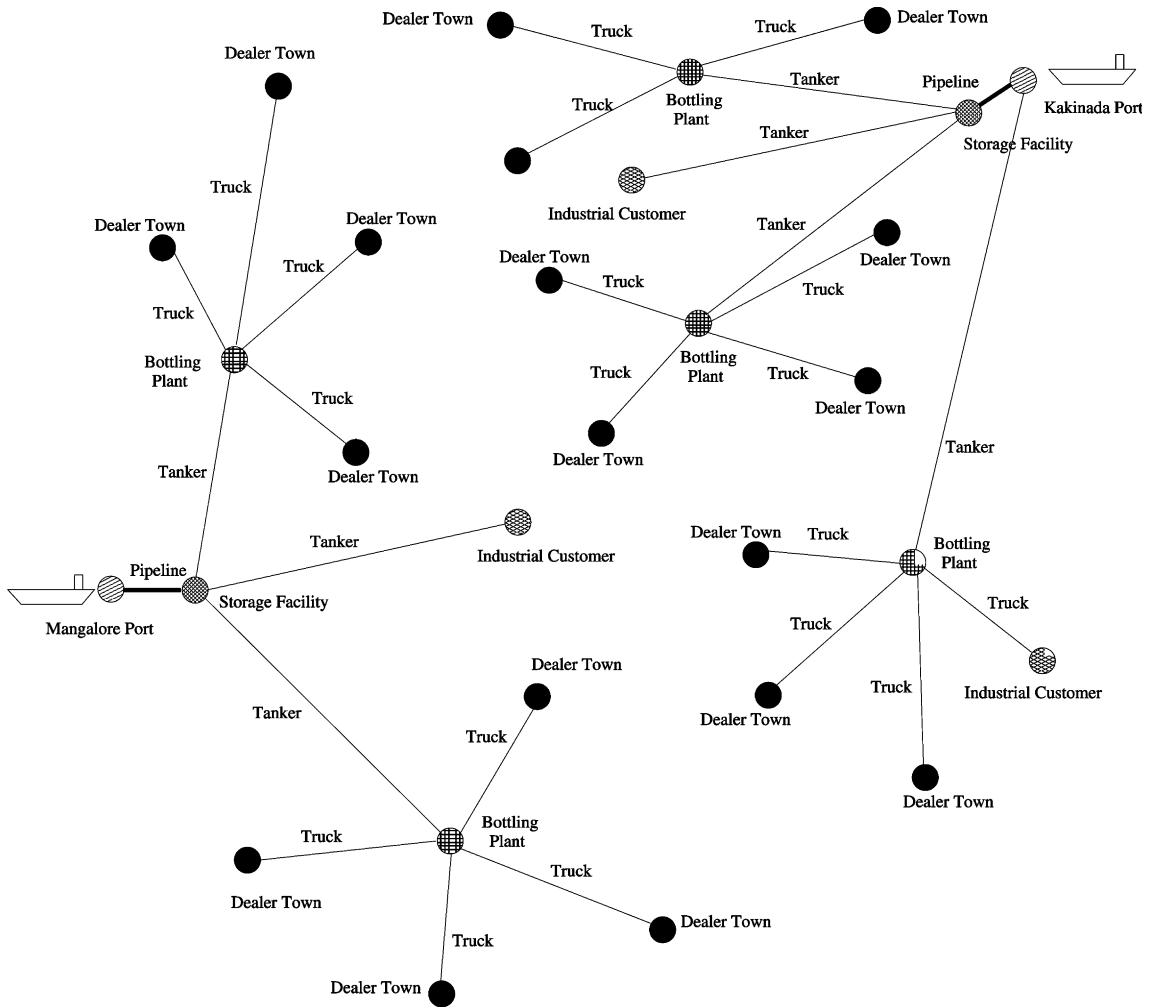 Dealer Town
Truck
Truck
Dealer Town
Dealer Town
Tanker
Pipeline
Bottling
Plant
Kakinada Port
Truck
Tanker
Storage Facility
Truck
Industrial Customer
Dealer Town
Dealer Town
Tanker
Truck
Dealer Town
Dealer Town
Truck
Truck
Truck
Bottling
Plant
Bottling
Plant
Truck
Truck
Truck
Dealer Town
Tanker
Dealer Town
Tanker
Dealer Town
Tanker
Industrial Customer
Dealer Town
Truck
Bottling
Plant
Pipeline
Storage Facility
Mangalore Port
Truck
Truck
Dealer Town
Truck
Industrial Customer
Tanker
Dealer Town
Truck
Dealer Town
Bottling
Plant
Truck
Truck
Dealer Town
Dealer Town
Truck
Dealer Town